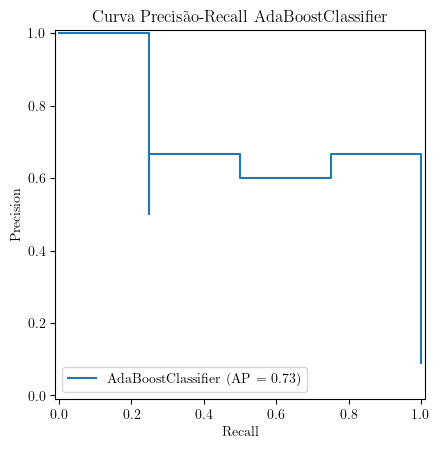 Curva Precisão-Recall AdaBoostClassifier
1.0
0.8
0.6
0.4
0.2
0.0
Precision
AdaBoostClassifier (AP = 0.73)
0.0 0.2 0.4 0.6 0.8 1.0
Recall